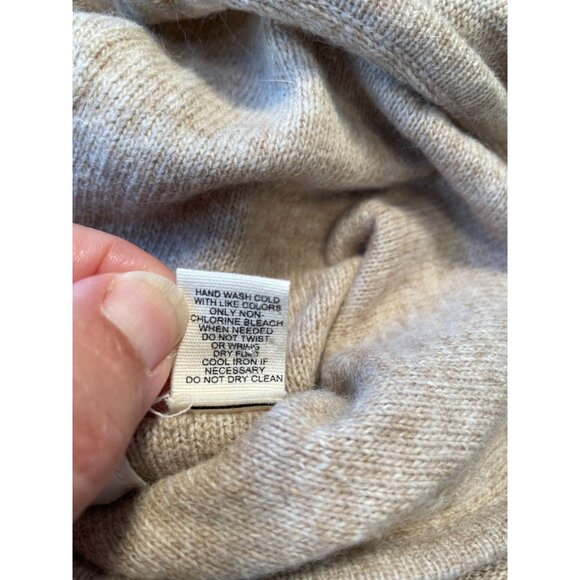 HAND WASH COLD
WITH LIKE COLORS
ONLY NON-
CHLORINE BLEACH
WHEN NEEDED
DO NOT TWIST
OR WRING
DRY FLAT
COOL IRON IF
NECESSARY
DO NOT DRY CLEAN